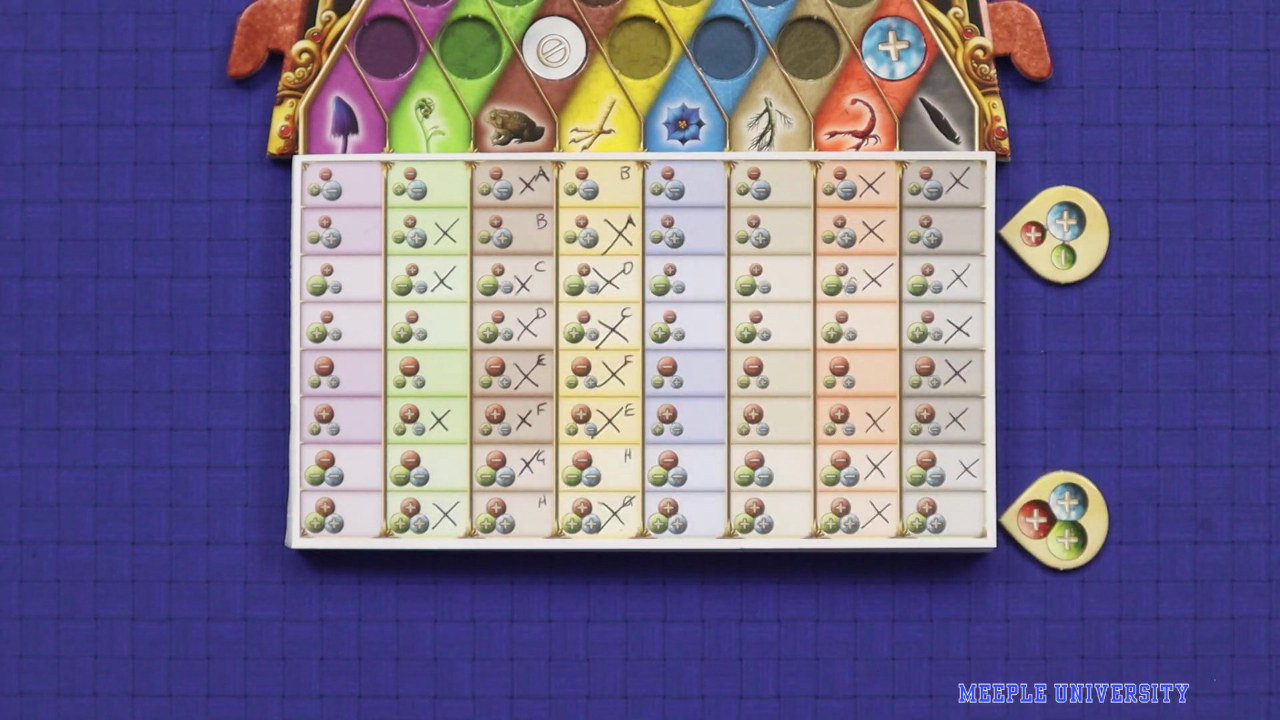 X A B X X
X B X A X
X X C X D X X
X D X C X
X E X F X
X X F X E X X
X G H X X
X H X G X
MEEPLE UNIVERSITY